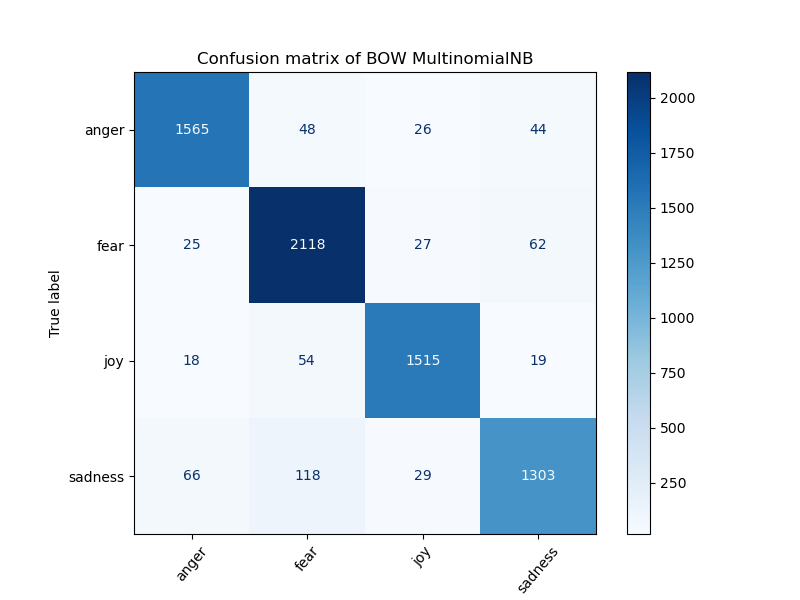 Confusion matrix of BOW MultinomialNB
True label
anger 1565 48 26 44
fear 25 2118 27 62
joy 18 54 1515 19
sadness 66 118 29 1303
anger fear joy sadness
2000
1750
1500
1250
1000
750
500
250